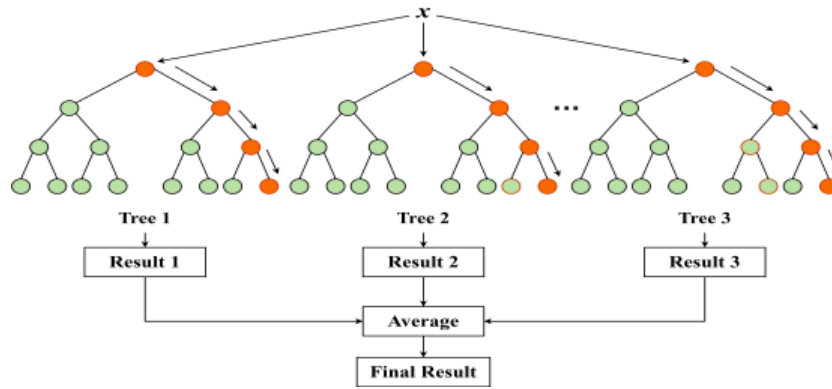 x
...
Tree 1 Tree 2 Tree 3
Result 1 Result 2 Result 3
Average
Final Result